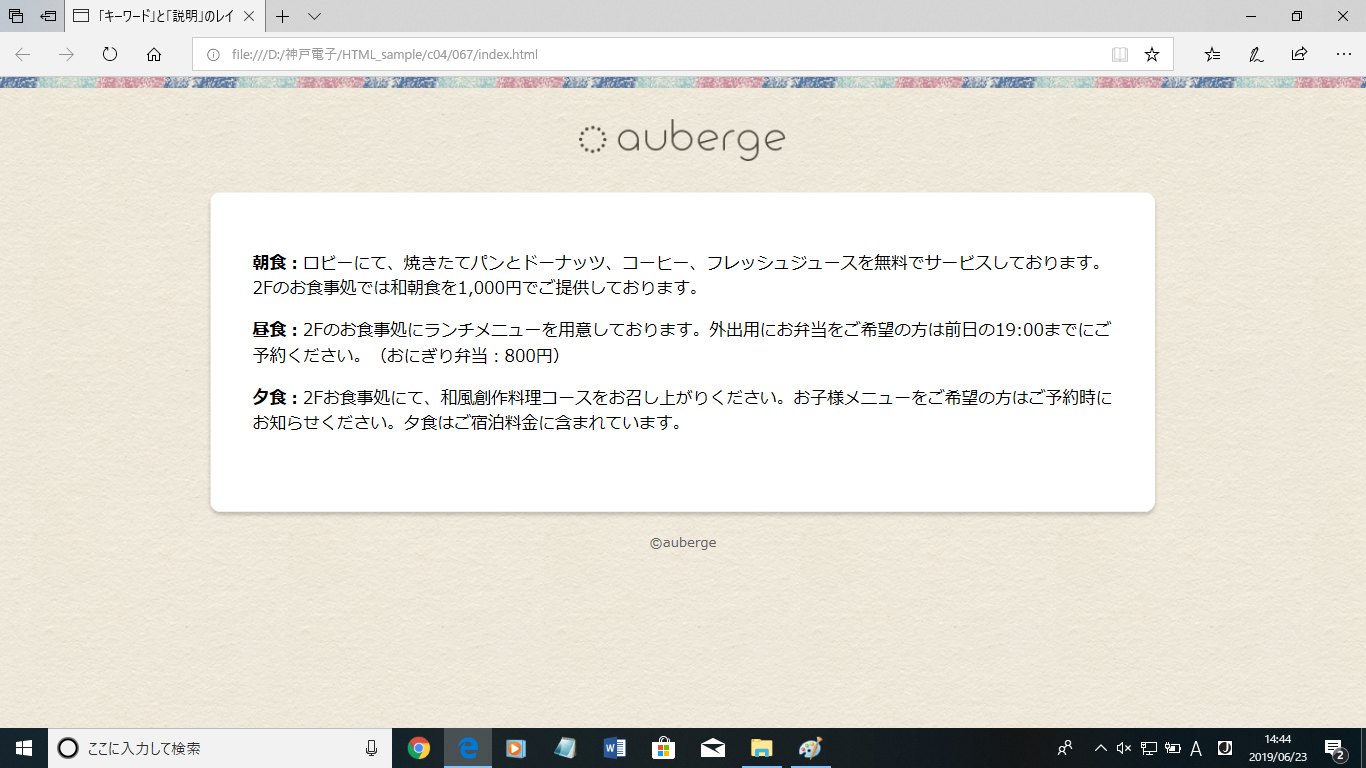 「キーワード」と「説明」のレイ
file:///D:/神戸電子/HTML_sample/c04/067/index.html
auberge
朝食：ロビーにて、焼きたてパンとドーナッツ、コーヒー、フレッシュジュースを無料でサービスしております。
2Fのお食事処では和朝食を1,000円でご提供しております。
昼食：2Fのお食事処にランチメニューを用意しております。外出用にお弁当をご希望の方は前日の19:00までにご
予約ください。（おにぎり弁当：800円）
夕食：2Fお食事処にて、和風創作料理コースをお召し上がりください。お子様メニューをご希望の方はご予約時に
お知らせください。夕食はご宿泊料金に含まれています。
©auberge
ここに入力して検索
A
14:44
2019/06/23
2